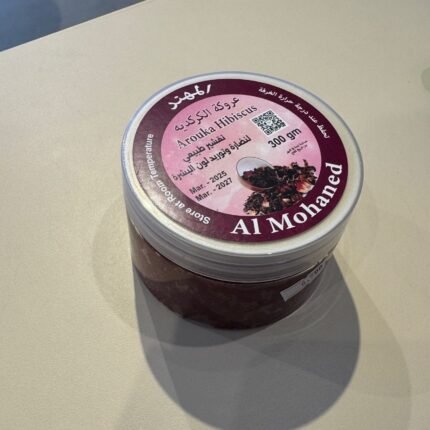 المهند
يحفظ عند درجة حرارة الغرفة
عروكة الكركديه
Arouka Hibiscus
تقشير طبيعي
لنضارة وتوريد لون البشرة
300 gm
Mar. - 2025
Mar. - 2027
Store at Room Temperature
Al Mohaned